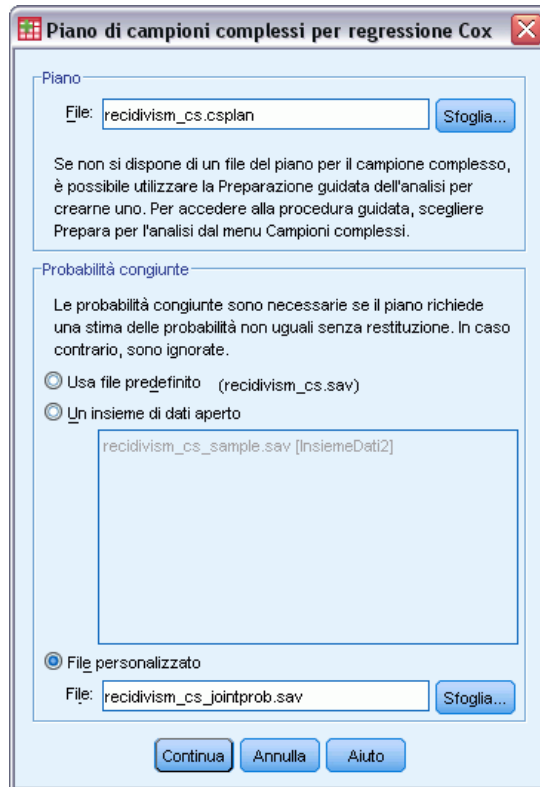 Piano di campioni complessi per regressione Cox
Piano
File: recidivism_cs.csplan Sfoglia...
Se non si dispone di un file del piano per il campione complesso,
è possibile utilizzare la Preparazione guidata dell'analisi per
crearne uno. Per accedere alla procedura guidata, scegliere
Prepara per l'analisi dal menu Campioni complessi.
Probabilità congiunte
Le probabilità congiunte sono necessarie se il piano richiede
una stima delle probabilità non uguali senza restituzione. In caso
contrario, sono ignorate.
Usa file predefinito (recidivism_cs.sav)
Un insieme di dati aperto
recidivism_cs_sample.sav [InsiemeDati2]
File personalizzato
File: recidivism_cs_jointprob.sav Sfoglia...
Continua Annulla Aiuto